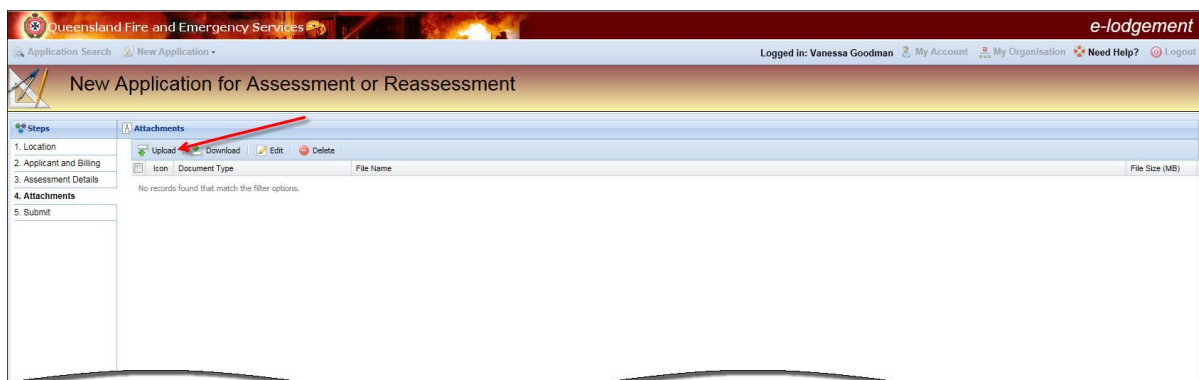 Queensland Fire and Emergency Services
e-lodgement
Application Search New Application Logged in: Vanessa Goodman My Account My Organisation Need Help? Logout
New Application for Assessment or Reassessment
Steps
1. Location
2. Applicant and Billing
3. Assessment Details
4. Attachments
5. Submit
Attachments
Upload Download Edit Delete
Icon Document Type File Name File Size (MB)
No records found that match the filter options.